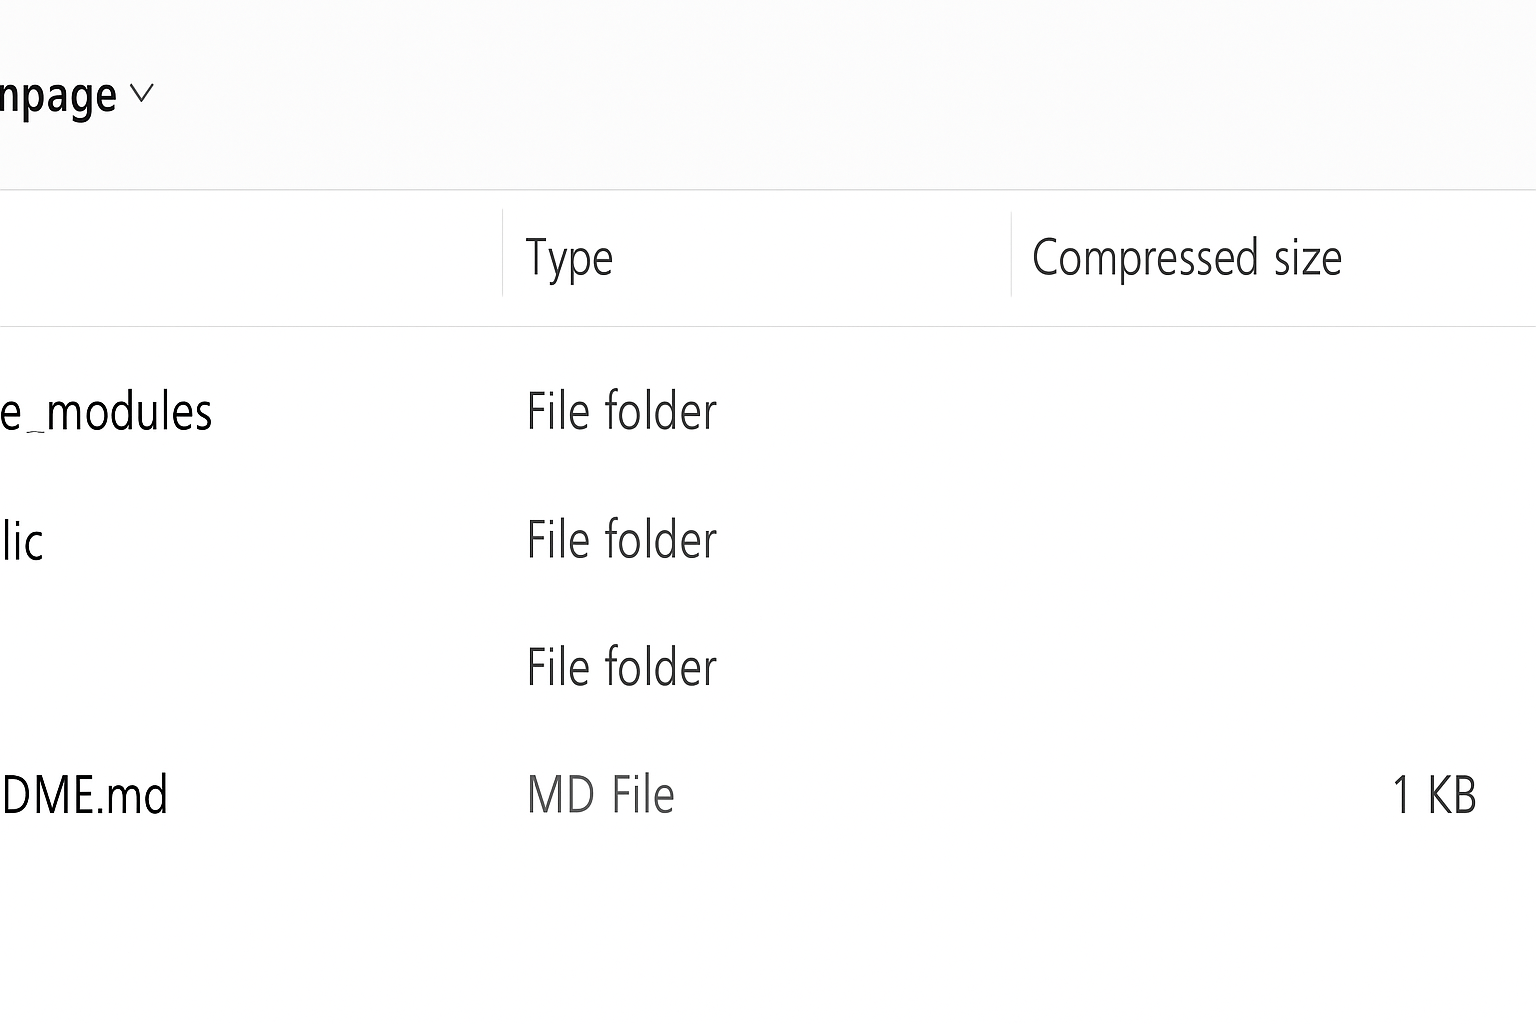 npage
Type Compressed size
e_modules File folder
lic File folder
File folder
DME.md MD File 1 KB